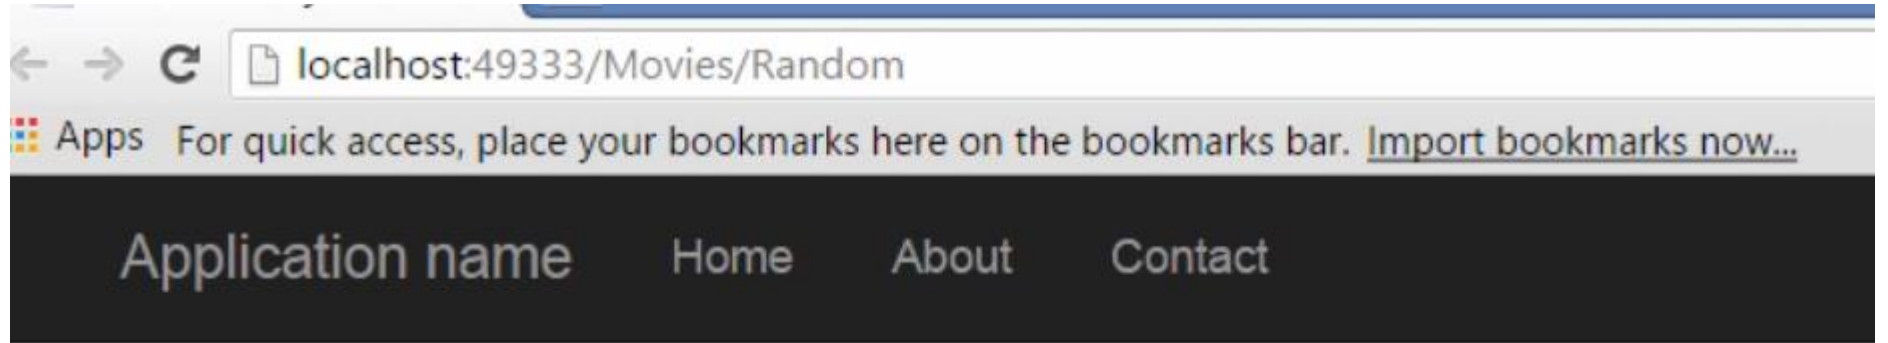 localhost:49333/Movies/Random
Apps For quick access, place your bookmarks here on the bookmarks bar. Import bookmarks now...
Application name Home About Contact